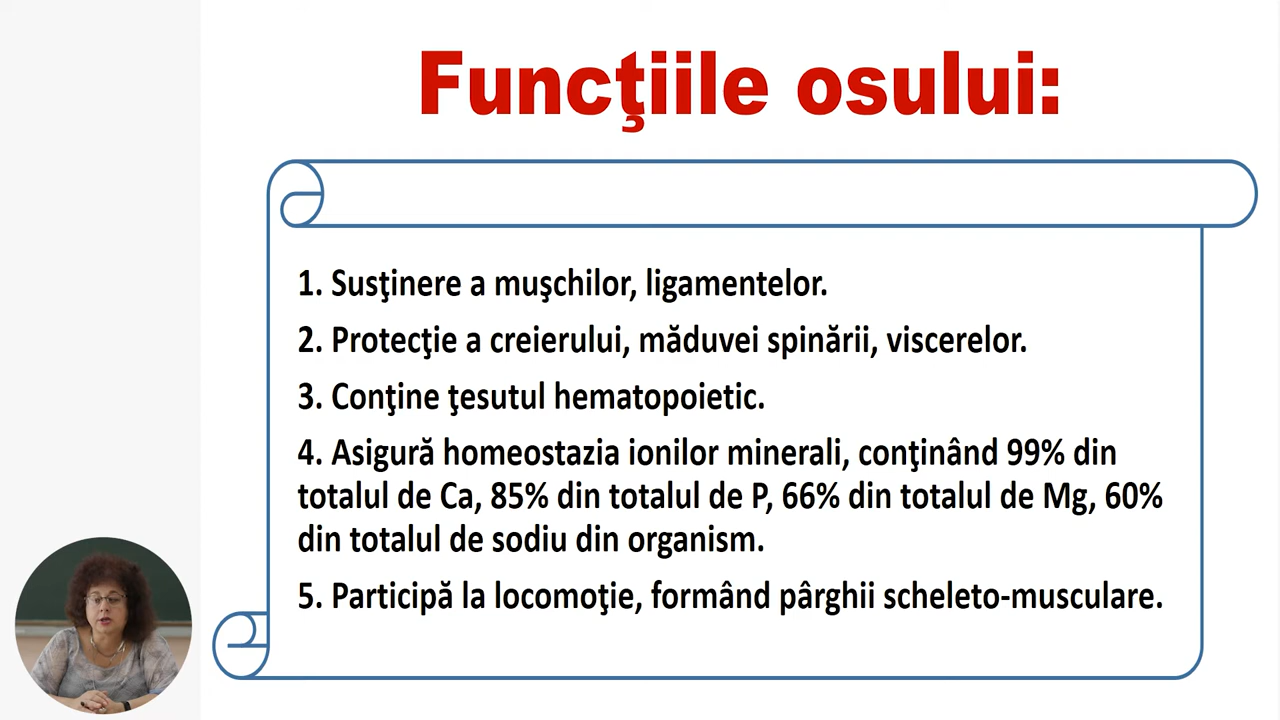 Funcţiile osului:
1. Susţinere a muşchilor, ligamentelor.
2. Protecţie a creierului, măduvei spinării, viscerelor.
3. Conţine ţesutul hematopoietic.
4. Asigură homeostazia ionilor minerali, conţinând 99% din
totalul de Ca, 85% din totalul de P, 66% din totalul de Mg, 60%
din totalul de sodiu din organism.
5. Participă la locomoţie, formând pârghii scheleto-musculare.